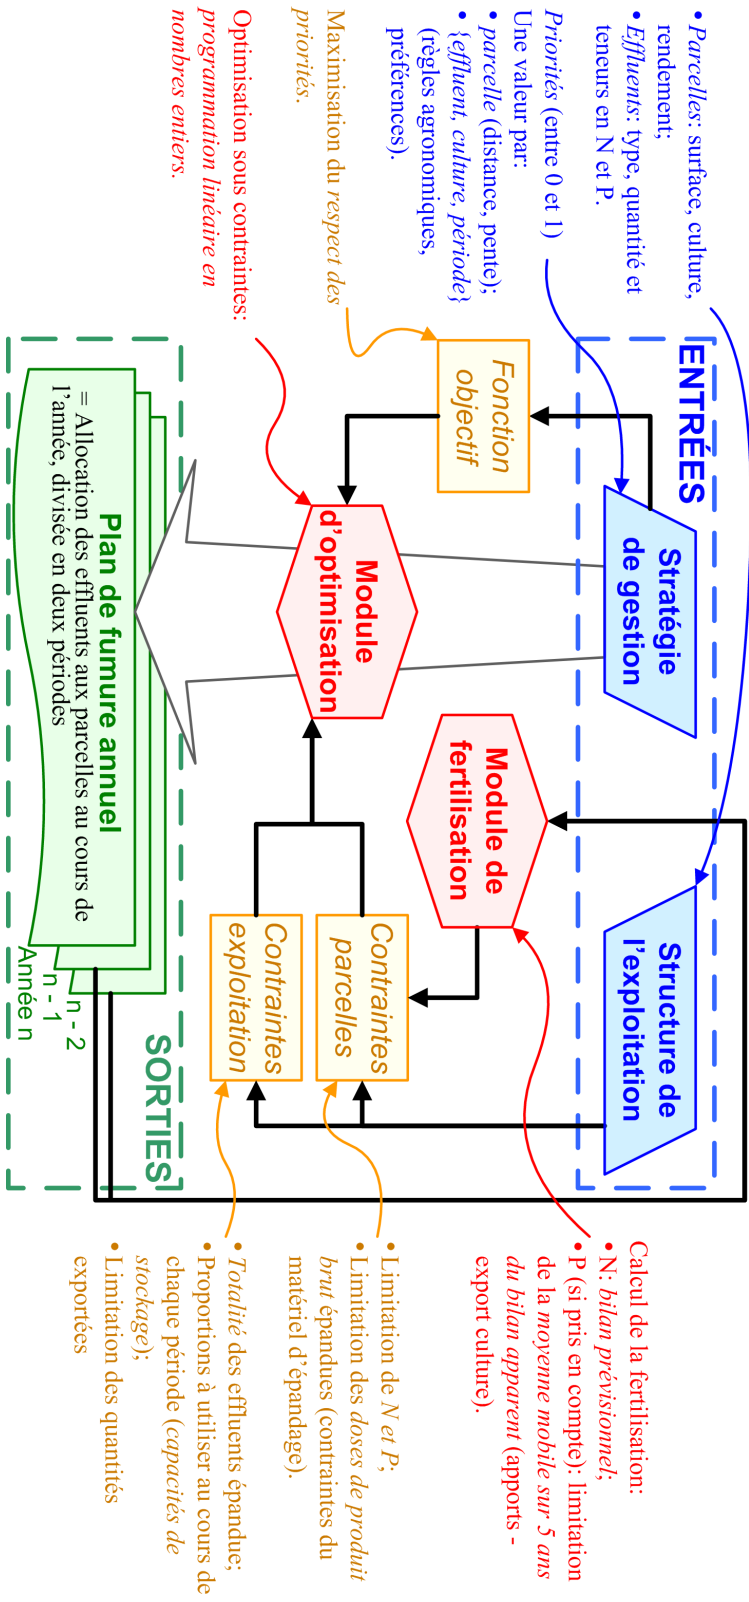 • Parcelles: surface, culture,
rendement;
• Effluents: type, quantité et
teneurs en N et P.
Priorités (entre 0 et 1)
Une valeur par:
• parcelle (distance, pente);
• {effluent, culture, période}
(règles agronomiques,
préférences).
Maximisation du respect des
priorités.
Optimisation sous contraintes:
programmation linéaire en
nombres entiers.
ENTRÉES
Stratégie
de gestion
Structure de
l'exploitation
Fonction
objectif
Module de
fertilisation
Module
d'optimisation
Contraintes
parcelles
Contraintes
exploitation
SORTIES
Plan de fumure annuel
= Allocation des effluents aux parcelles au cours de
l'année, divisée en deux périodes
n - 2
n - 1
Année n
Calcul de la fertilisation:
• N: bilan prévisionnel;
• P (si pris en compte): limitation
de la moyenne mobile sur 5 ans
du bilan apparent (apports -
export culture).
• Limitation de N et P;
• Limitation des doses de produit
brut épandues (contraintes du
matériel d'épandage).
• Totalité des effluents épandue;
• Proportions à utiliser au cours de
chaque période (capacités de
stockage);
• Limitation des quantités
exportées